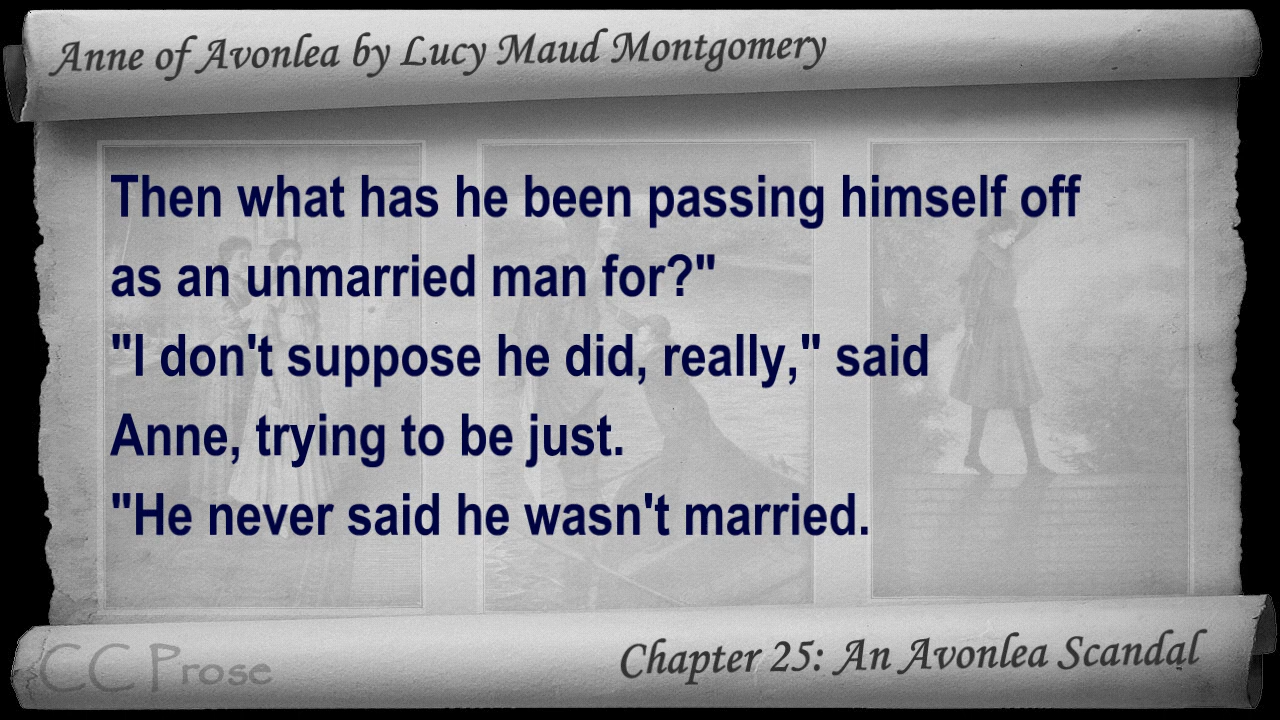 Anne of Avonlea by Lucy Maud Montgomery
Then what has he been passing himself off
as an unmarried man for?"
"I don't suppose he did, really," said
Anne, trying to be just.
"He never said he wasn't married.
CC Prose
Chapter 25: An Avonlea Scandal